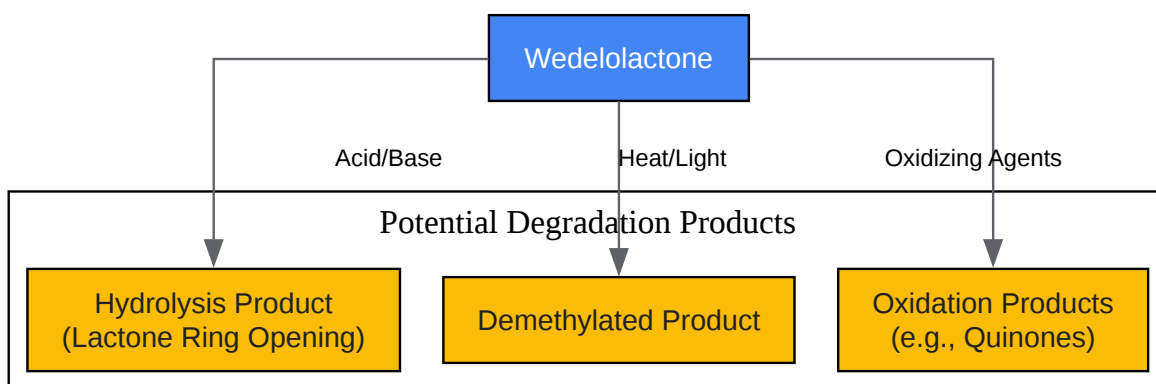 Wedelolactone
Acid/Base
Heat/Light
Oxidizing Agents
Potential Degradation Products
Hydrolysis Product
(Lactone Ring Opening)
Demethylated Product
Oxidation Products
(e.g., Quinones)